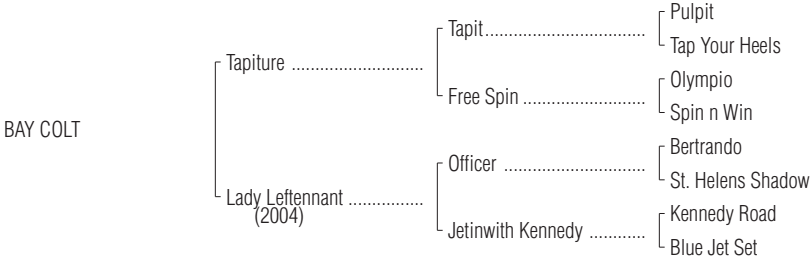 Pulpit
Tapit..................................
Tap Your Heels
Tapiture ............................
Olympio
Free Spin ..........................
Spin n Win
BAY COLT
Bertrando
Officer ..............................
St. Helens Shadow
Lady Leftennant ................
(2004)
Kennedy Road
Jetinwith Kennedy ............
Blue Jet Set